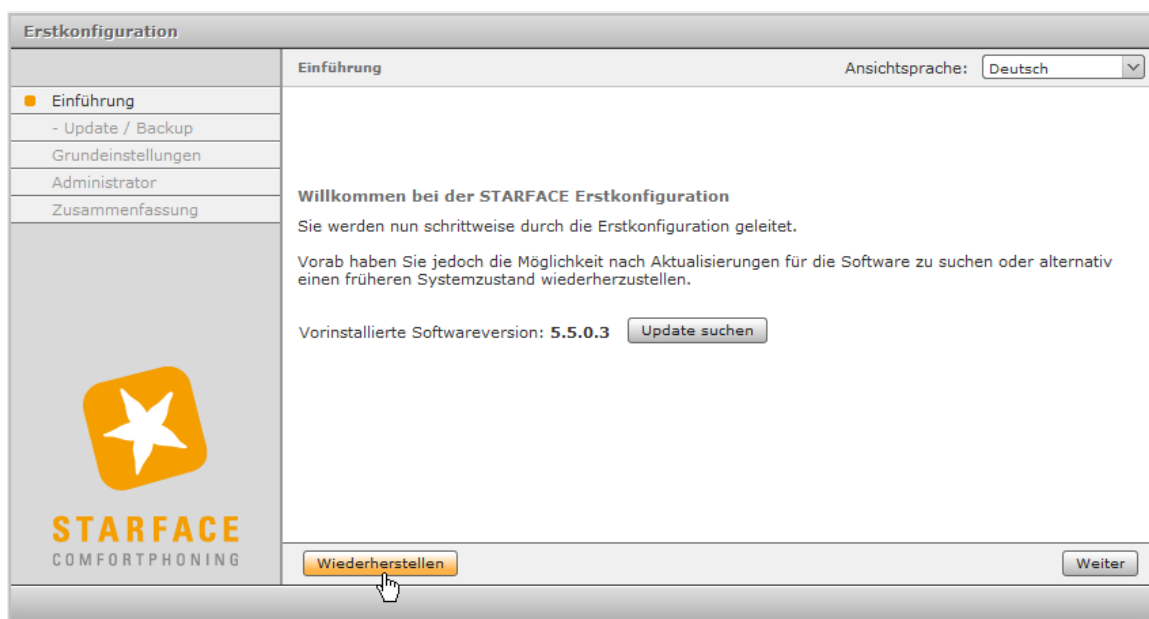 Erstkonfiguration
Einführung
Ansichtsprache: Deutsch
Einführung
- Update / Backup
Grundeinstellungen
Administrator
Zusammenfassung
Willkommen bei der STARFACE Erstkonfiguration
Sie werden nun schrittweise durch die Erstkonfiguration geleitet.
Vorab haben Sie jedoch die Möglichkeit nach Aktualisierungen für die Software zu suchen oder alternativ
einen früheren Systemzustand wiederherzustellen.
Vorinstallierte Softwareversion: 5.5.0.3 Update suchen
STARFACE
COMFORTPHONING
Wiederherstellen
Weiter